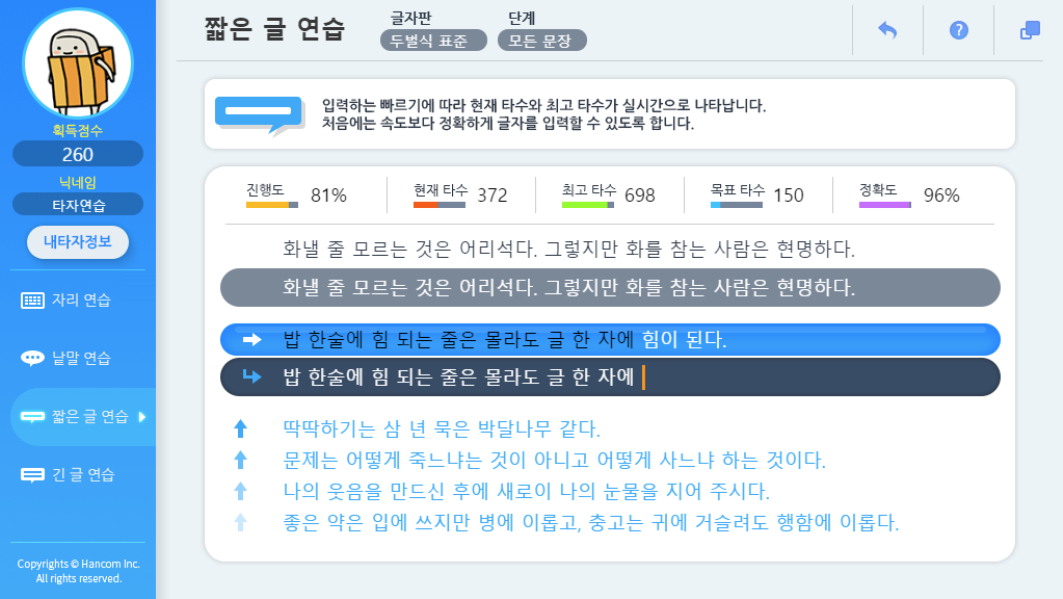 획득점수
260
닉네임
타자연습
내타자정보
자리 연습
낱말 연습
짧은 글 연습
긴 글 연습
Copyrights © Hancom Inc.
All rights reserved.
짧은 글 연습
글자판
두벌식 표준
단계
모든 문장
입력하는 빠르기에 따라 현재 타수와 최고 타수가 실시간으로 나타납니다.
처음에는 속도보다 정확하게 글자를 입력할 수 있도록 합니다.
진행도 81% 현재 타수 372 최고 타수 698 목표 타수 150 정확도 96%
화낼 줄 모르는 것은 어리석다. 그렇지만 화를 참는 사람은 현명하다.
화낼 줄 모르는 것은 어리석다. 그렇지만 화를 참는 사람은 현명하다.
밥 한술에 힘 되는 줄은 몰라도 글 한 자에 힘이 된다.
밥 한술에 힘 되는 줄은 몰라도 글 한 자에
딱딱하기는 삼 년 묵은 박달나무 같다.
문제는 어떻게 죽느냐는 것이 아니고 어떻게 사느냐 하는 것이다.
나의 웃음을 만드신 후에 새로이 나의 눈물을 지어 주시다.
좋은 약은 입에 쓰지만 병에 이롭고, 충고는 귀에 거슬려도 행함에 이롭다.